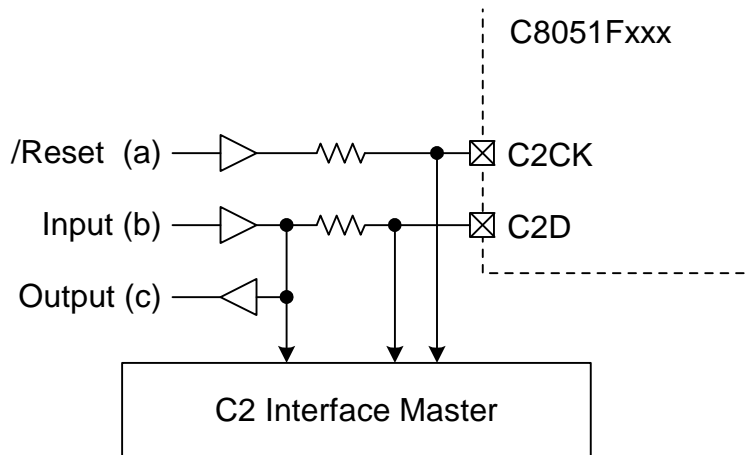 C8051Fxxx
/Reset (a)
C2CK
Input (b)
C2D
Output (c)
C2 Interface Master